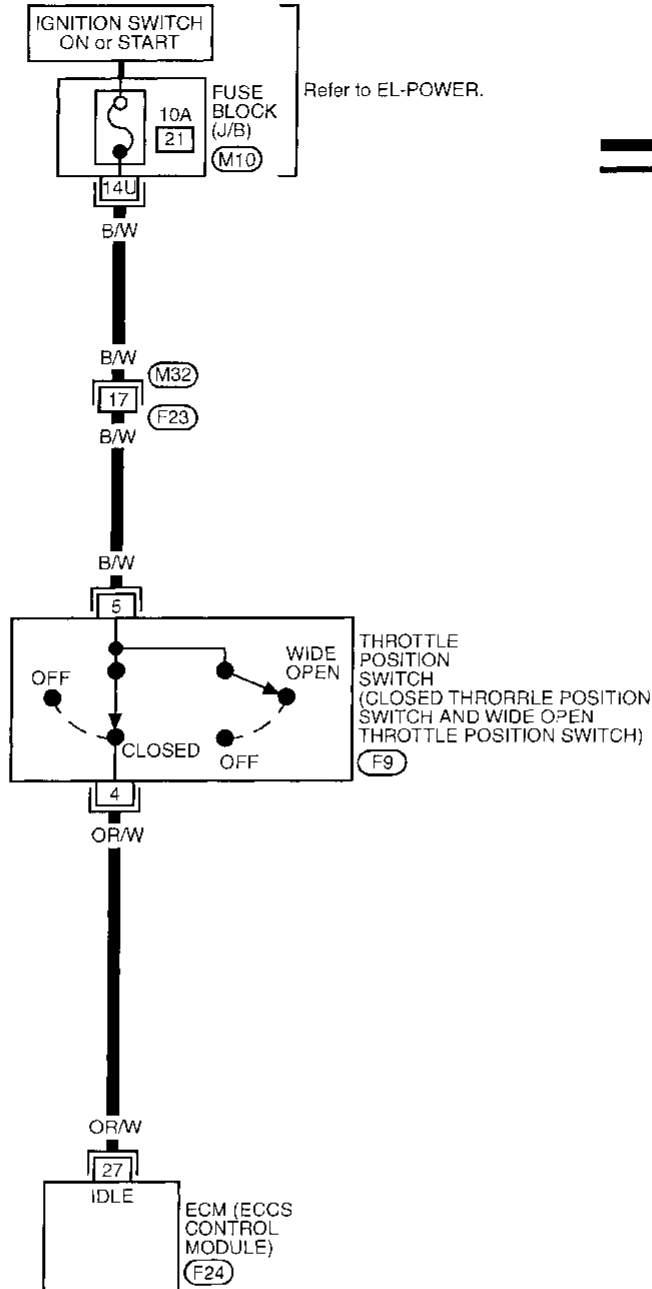 IGNITION SWITCH
ON or START
FUSE
BLOCK
(J/B)
Refer to EL-POWER.
10A
21
M10
14U
B/W
B/W
M32
17
F23
B/W
B/W
5
OFF
WIDE
OPEN
CLOSED
OFF
THROTTLE
POSITION
SWITCH
(CLOSED THRORRLE POSITION
SWITCH AND WIDE OPEN
THROTTLE POSITION SWITCH)
F9
4
OR/W
OR/W
27
IDLE
ECM (ECCS
CONTROL
MODULE)
F24